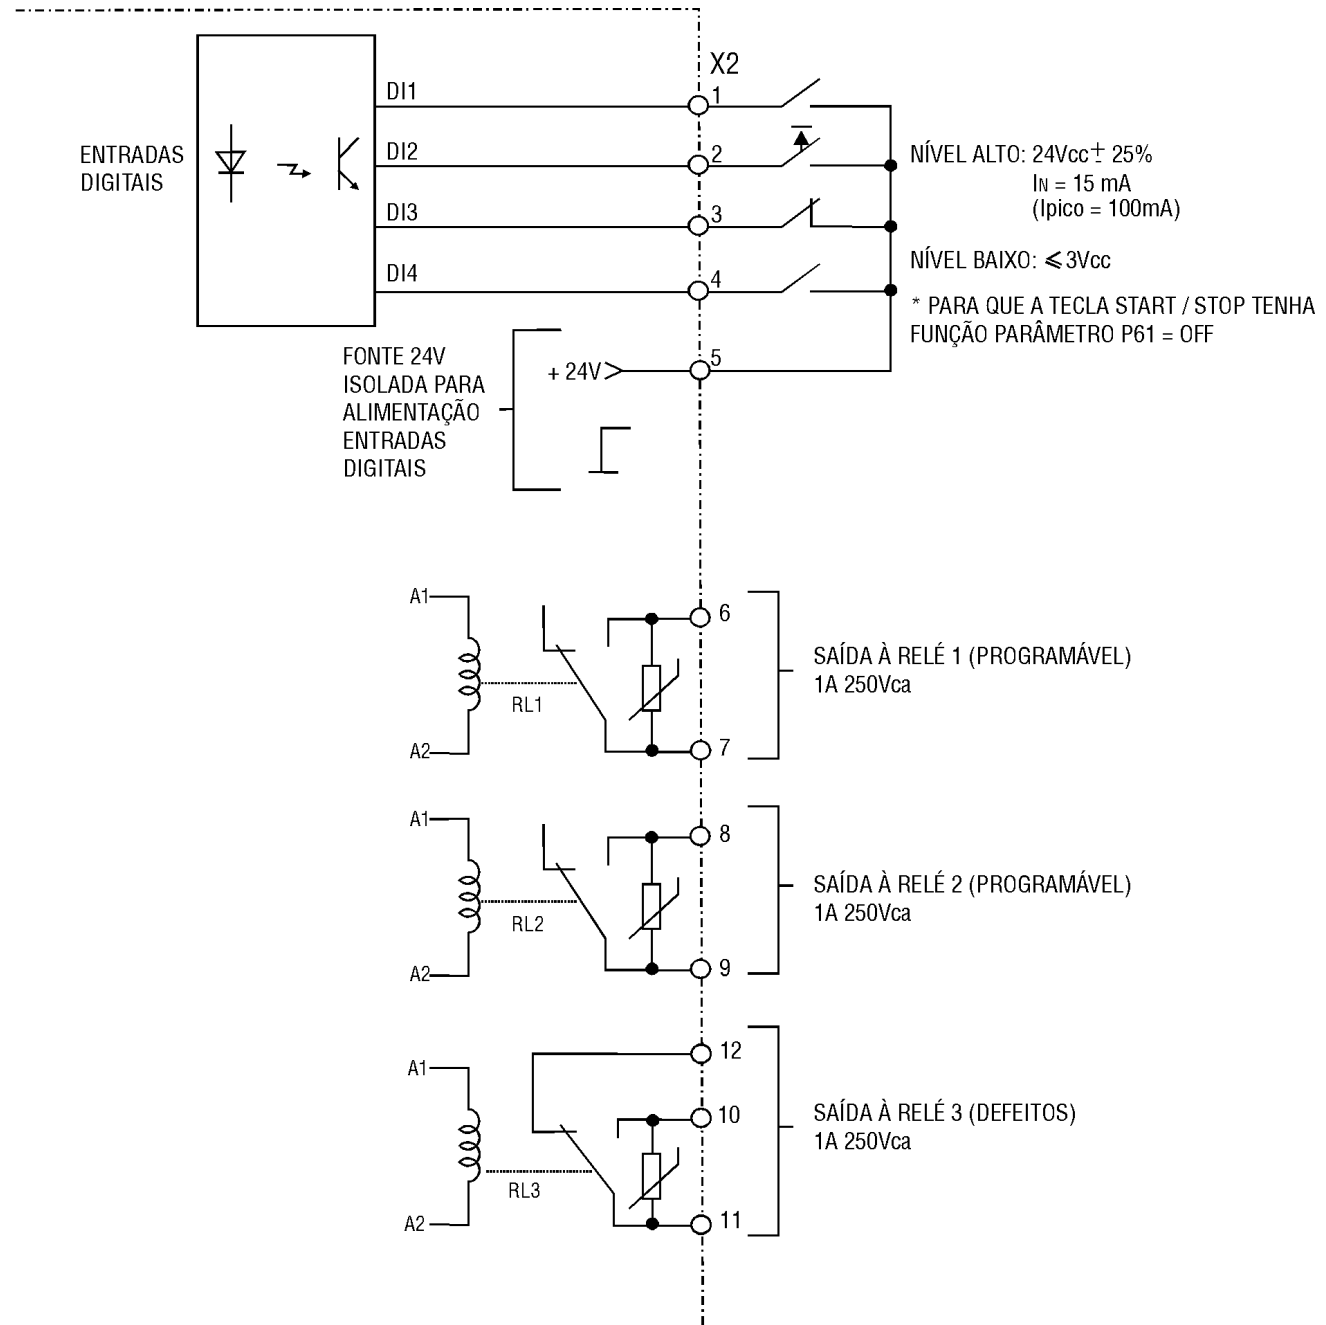 X2
DI1
1
DI2
2
DI3
3
DI4
4
ENTRADAS
DIGITAIS
NÍVEL ALTO: 24Vcc ± 25%
IN = 15 mA
(Ipico = 100mA)
NÍVEL BAIXO: ⩽3Vcc
* PARA QUE A TECLA START / STOP TENHA
FUNÇÃO PARÂMETRO P61 = OFF
FONTE 24V
ISOLADA PARA
ALIMENTAÇÃO
ENTRADAS
DIGITAIS
+ 24V
5
A1
6
RL1
A2
7
SAÍDA À RELÉ 1 (PROGRAMÁVEL)
1A 250Vca
A1
8
RL2
A2
9
SAÍDA À RELÉ 2 (PROGRAMÁVEL)
1A 250Vca
12
A1
10
RL3
A2
11
SAÍDA À RELÉ 3 (DEFEITOS)
1A 250Vca